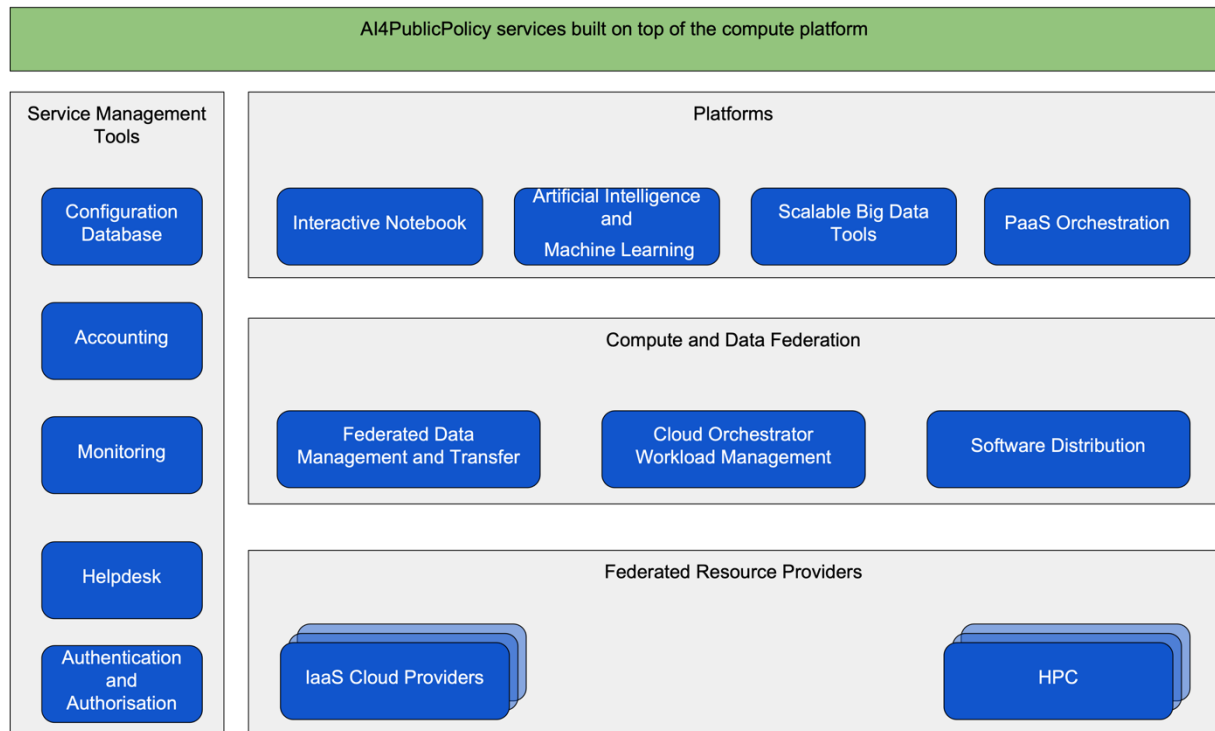 AI4PublicPolicy services built on top of the compute platform
Service Management
Tools
Configuration
Database
Accounting
Monitoring
Helpdesk
Authentication
and
Authorisation
Platforms
Interactive Notebook
Artificial Intelligence
and
Machine Learning
Scalable Big Data
Tools
PaaS Orchestration
Compute and Data Federation
Federated Data
Management and Transfer
Cloud Orchestrator
Workload Management
Software Distribution
Federated Resource Providers
IaaS Cloud Providers
HPC